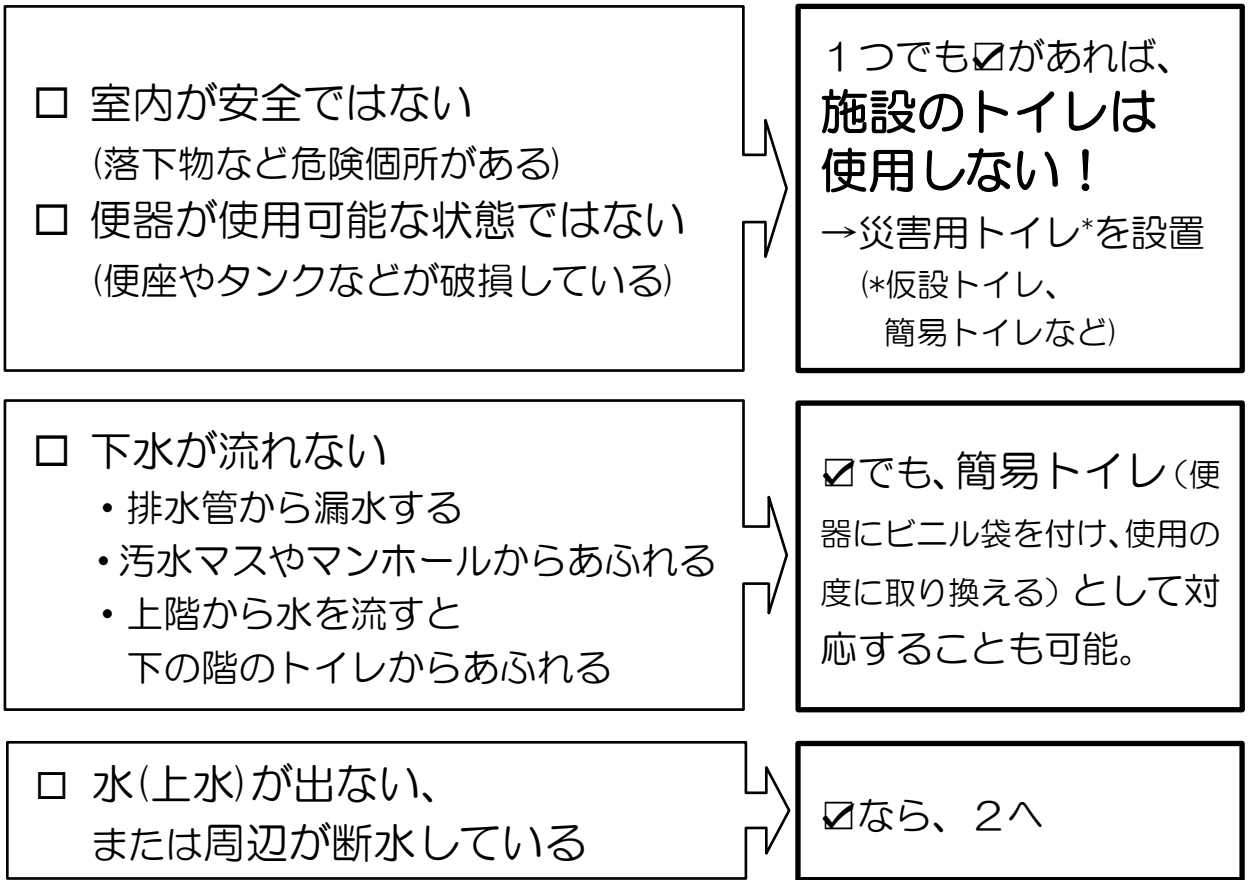 □ 室内が安全ではない
(落下物など危険個所がある)
□ 便器が使用可能な状態ではない
(便座やタンクなどが破損している)
１つでも☑があれば、
施設のトイレは
使用しない！
→災害用トイレ*を設置
(*仮設トイレ、
簡易トイレなど)
□ 下水が流れない
・排水管から漏水する
・汚水マスやマンホールからあふれる
・上階から水を流すと
下の階のトイレからあふれる
☑でも、簡易トイレ（便
器にビニル袋を付け、使用の
度に取り換える）として対
応することも可能。
□ 水(上水)が出ない、
または周辺が断水している
☑なら、２へ